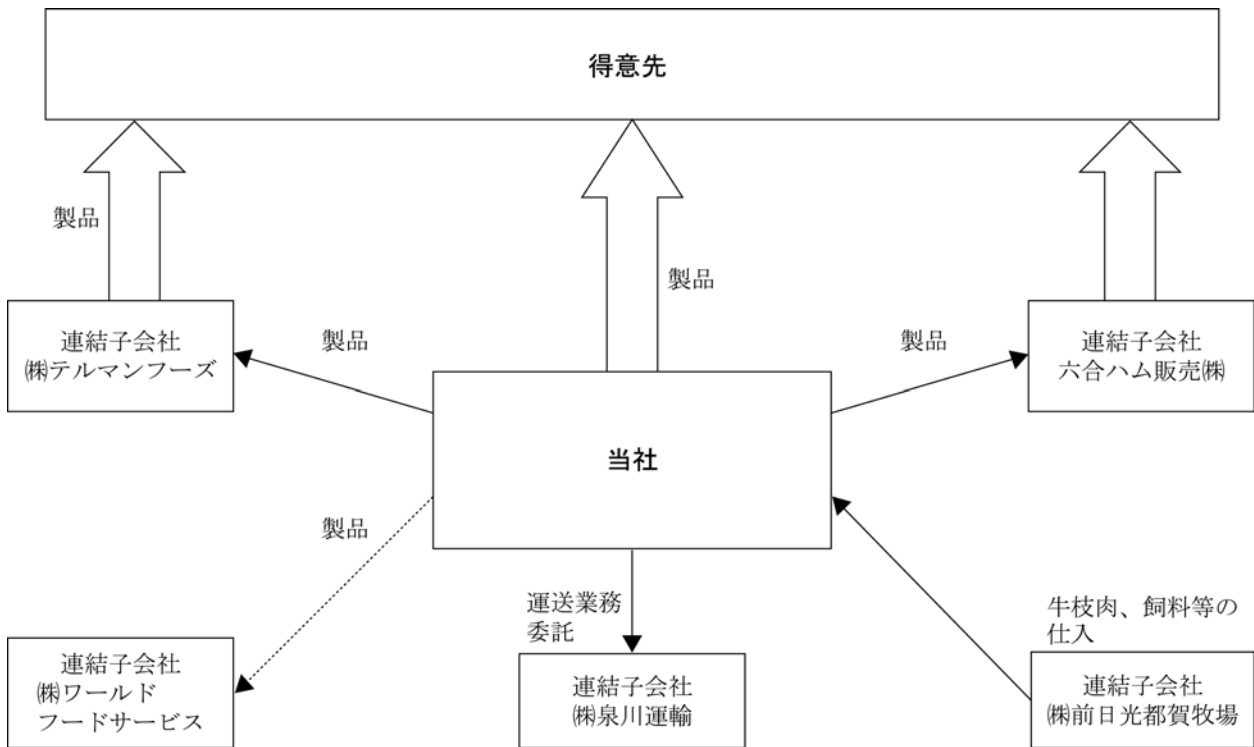 得意先
製品
製品
連結子会社
㈱テルマンフーズ
製品
製品
連結子会社
六合ハム販売㈱
当社
製品
運送業務
委託
牛枝肉、飼料等の
仕入
連結子会社
㈱ワールド
フードサービス
連結子会社
㈱泉川運輸
連結子会社
㈱前日光都賀牧場